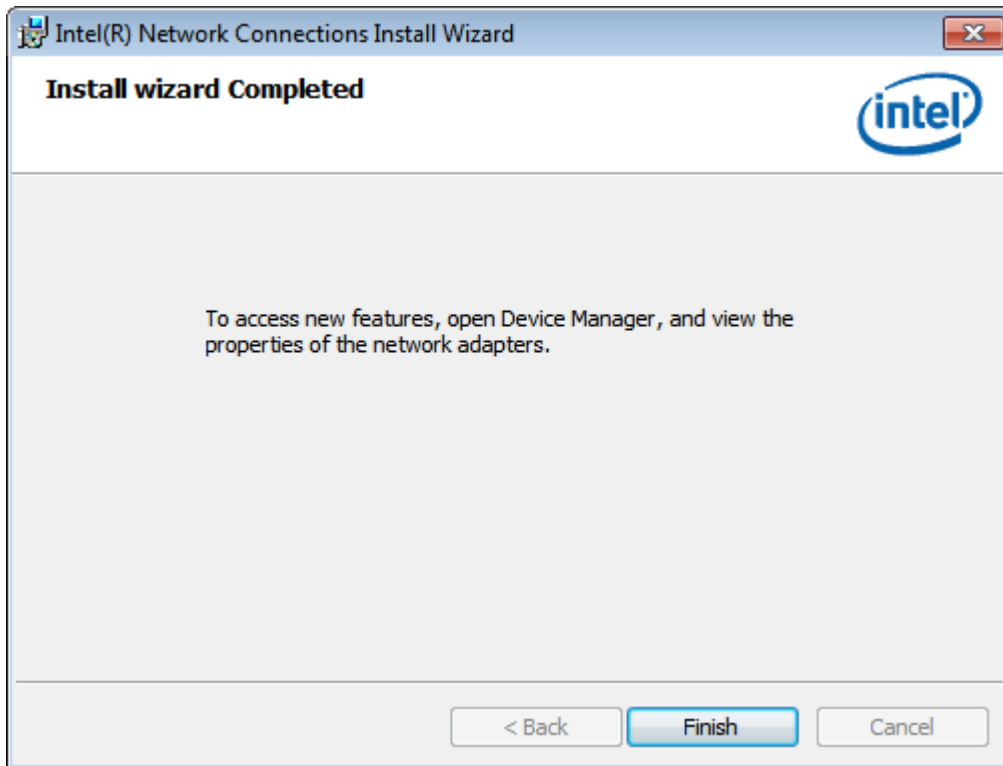 Intel(R) Network Connections Install Wizard
Install wizard Completed
intel
To access new features, open Device Manager, and view the
properties of the network adapters.
< Back
Finish
Cancel